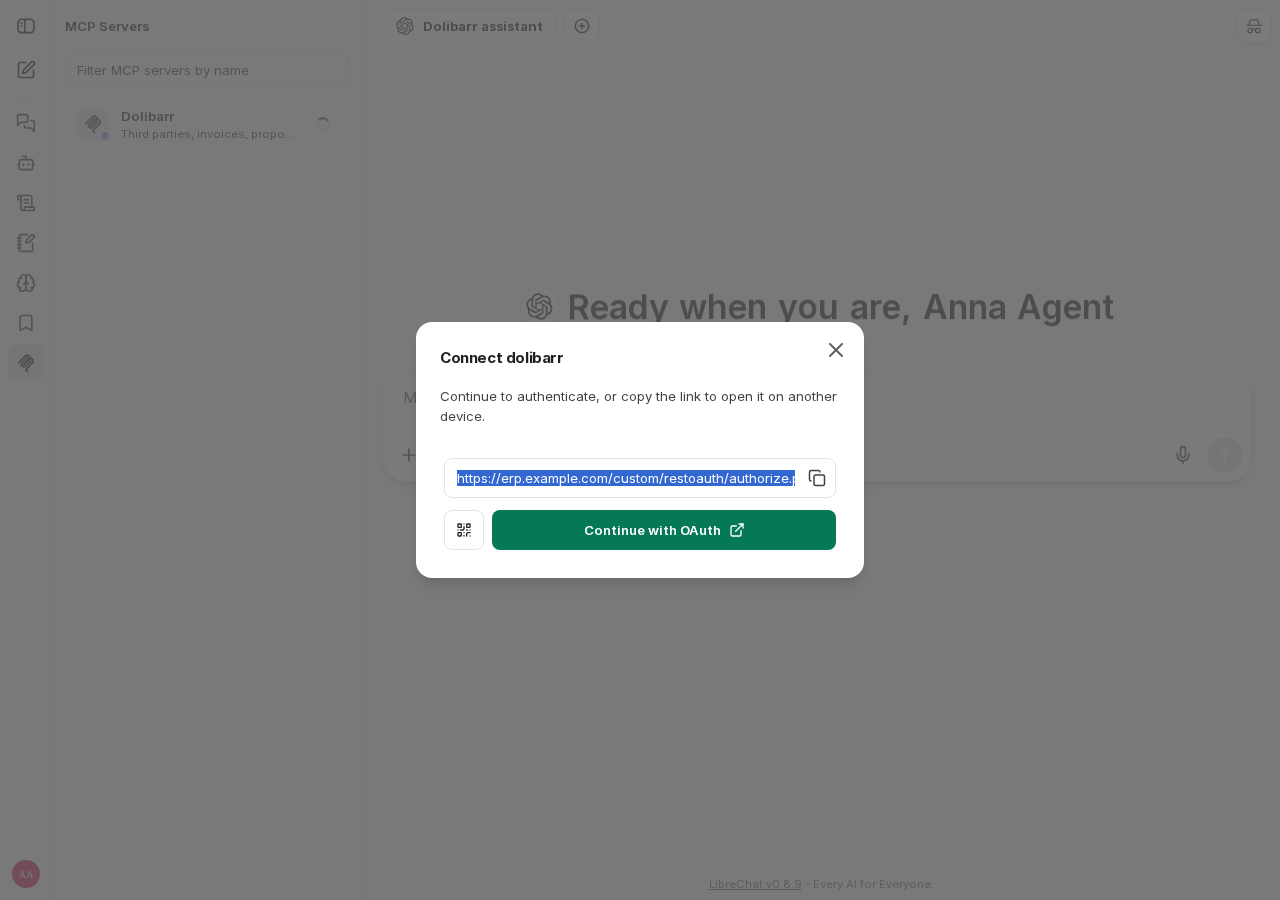 MCP Servers
Dolibarr assistant
Filter MCP servers by name
Dolibarr
Third parties, invoices, propo...
Ready when you are, Anna Agent
Connect dolibarr
Continue to authenticate, or copy the link to open it on another
device.
https://erp.example.com/custom/restoauth/authorize.p
Continue with OAuth
AA
LibreChat v0.8.9 - Every AI for Everyone.